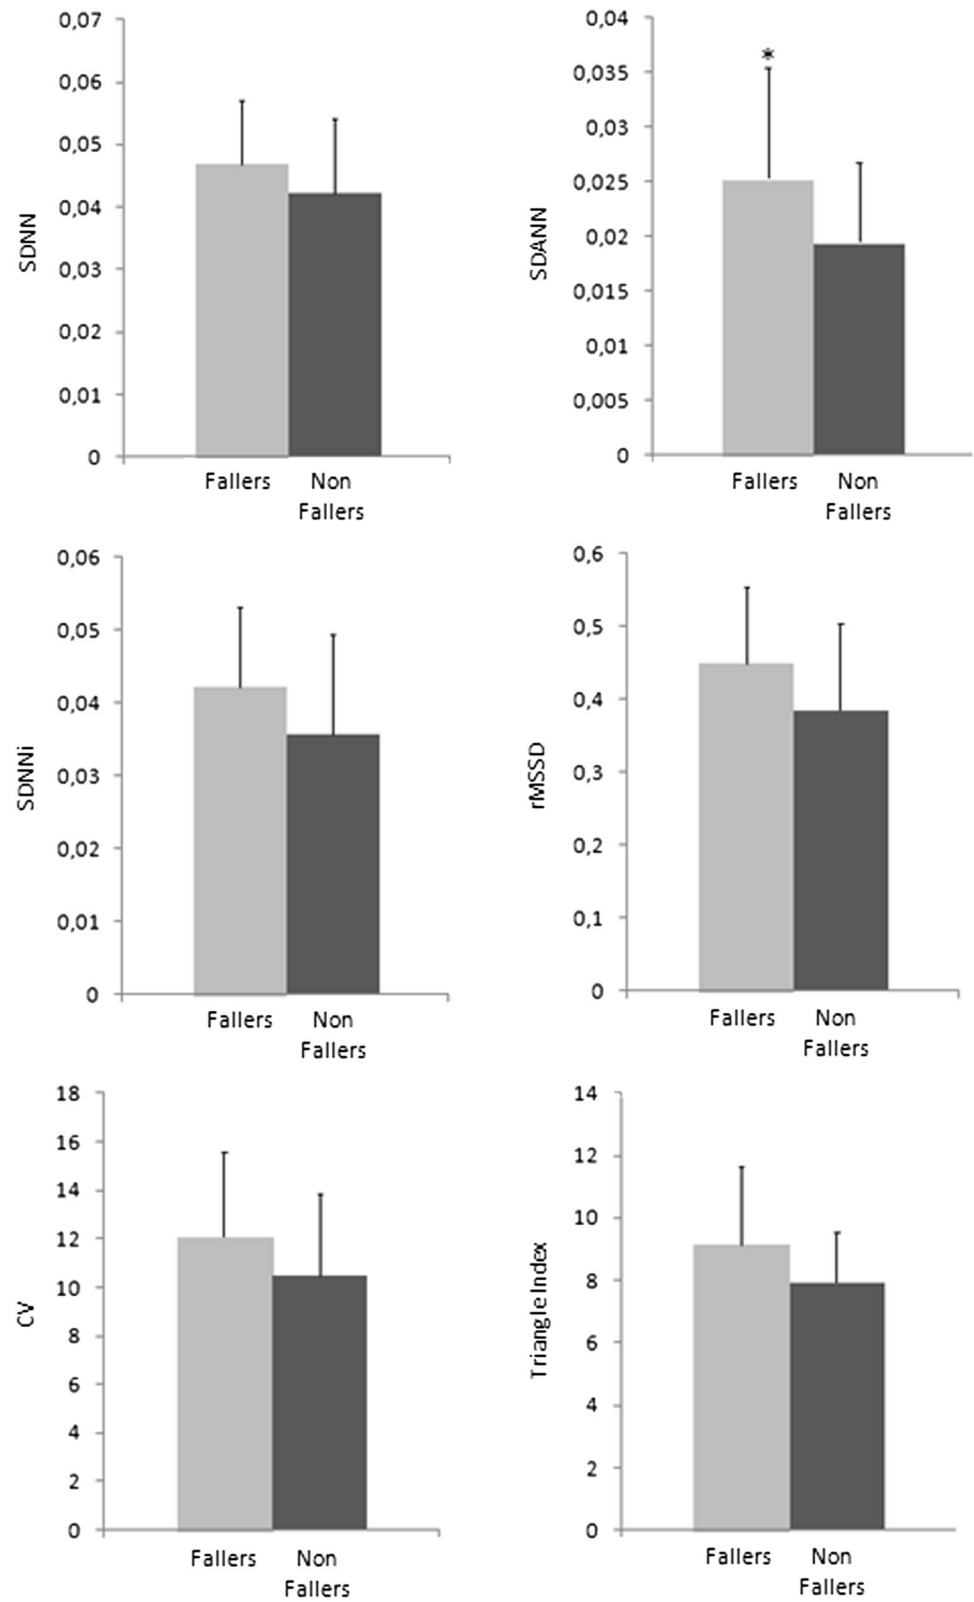 0,07
0,06
0,05
0,04
0,03
0,02
0,01
0
SDNN
Fallers Non
Fallers
0,04
0,035
0,03
0,025
0,02
0,015
0,01
0,005
0
SDANN
*
Fallers Non
Fallers
0,06
0,05
0,04
0,03
0,02
0,01
0
SDNNi
Fallers Non
Fallers
0,6
0,5
0,4
0,3
0,2
0,1
0
rMSSD
Fallers Non
Fallers
18
16
14
12
10
8
6
4
2
0
CV
Fallers Non
Fallers
14
12
10
8
6
4
2
0
Triangle Index
Fallers Non
Fallers